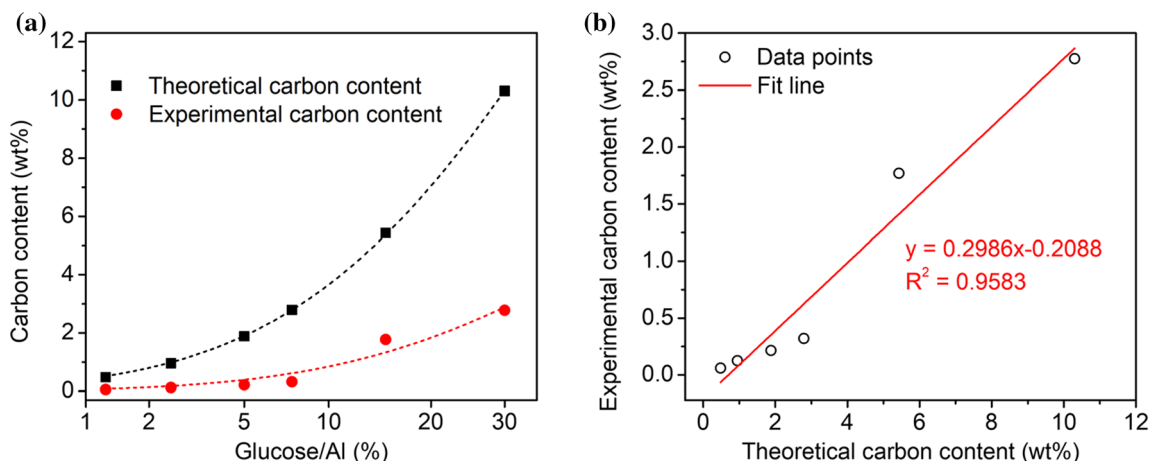 (a)
12
10
8
6
4
2
0
Carbon content (wt%)
Theoretical carbon content
Experimental carbon content
1 2 5 10 20 30
Glucose/Al (%)
(b)
3.0
2.5
2.0
1.5
1.0
0.5
0.0
Experimental carbon content (wt%)
Data points
Fit line
y = 0.2986x-0.2088
R² = 0.9583
0 2 4 6 8 10 12
Theoretical carbon content (wt%)